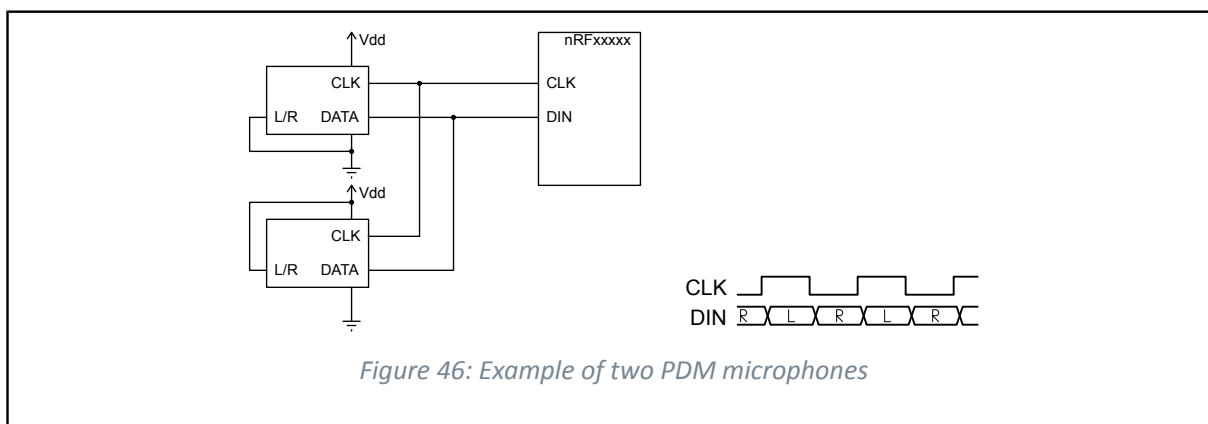 Vdd
CLK
L/R DATA
nRFxxxxx
CLK
DIN
Vdd
CLK
L/R DATA
CLK
DIN R L R L R
Figure 46: Example of two PDM microphones